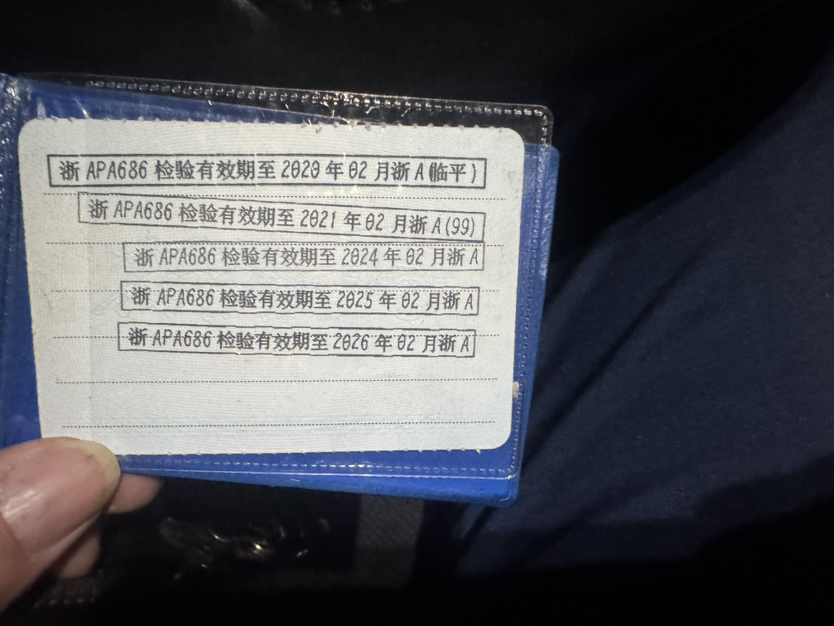 浙 APA686 检验有效期至 2020 年 02 月浙 A(临平)
浙 APA686 检验有效期至 2021 年 02 月浙 A(99)
浙 APA686 检验有效期至 2024 年 02 月浙 A
浙 APA686 检验有效期至 2025 年 02 月浙 A
浙 APA686 检验有效期至 2026 年 02 月浙 A